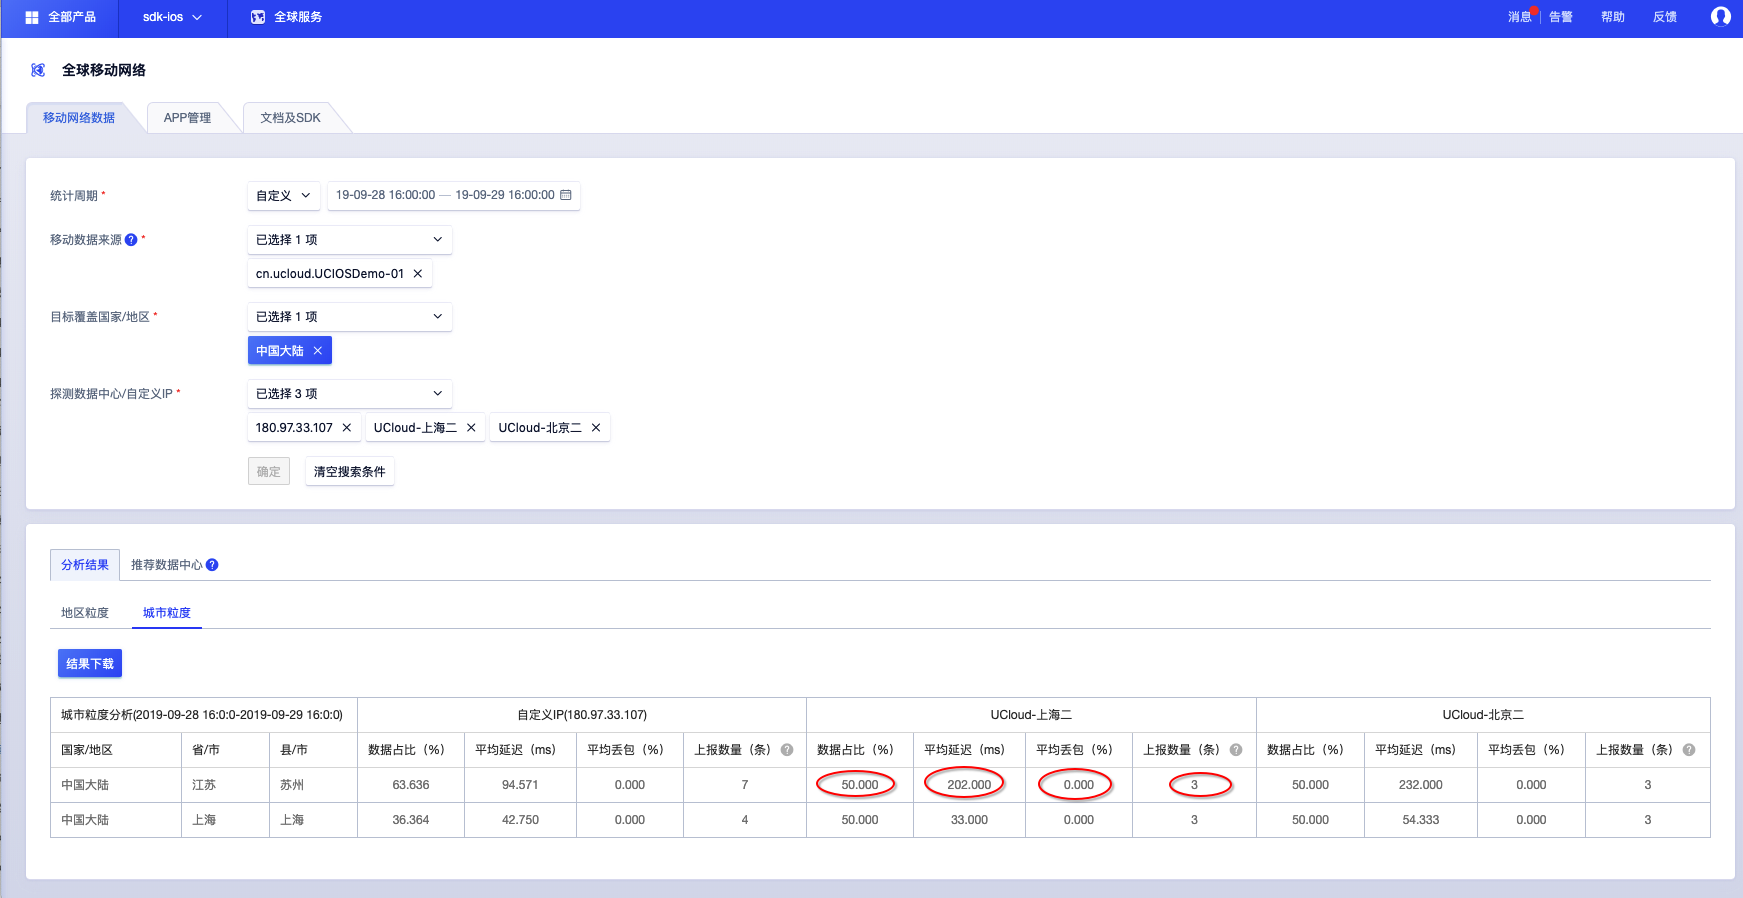 全部产品 sdk-ios 全球服务 消息 告警 帮助 反馈
全球移动网络
移动网络数据 APP管理 文档及SDK
统计周期 * 自定义 19-09-28 16:00:00 — 19-09-29 16:00:00
移动数据来源 ? * 已选择 1 项
cn.ucloud.UCIOSDemo-01 ×
目标覆盖国家/地区 * 已选择 1 项
中国大陆 ×
探测数据中心/自定义IP * 已选择 3 项
180.97.33.107 × UCloud-上海二 × UCloud-北京二 ×
确定 清空搜索条件
分析结果 推荐数据中心 ?
地区粒度 城市粒度
结果下载
城市粒度分析(2019-09-28 16:0:0-2019-09-29 16:0:0) 自定义IP(180.97.33.107) UCloud-上海二 UCloud-北京二
国家/地区 省/市 县/市 数据占比（%） 平均延迟（ms） 平均丢包（%） 上报数量（条） ? 数据占比（%） 平均延迟（ms） 平均丢包（%） 上报数量（条） ? 数据占比（%） 平均延迟（ms） 平均丢包（%） 上报数量（条） ?
中国大陆 江苏 苏州 63.636 94.571 0.000 7 50.000 202.000 0.000 3 50.000 232.000 0.000 3
中国大陆 上海 上海 36.364 42.750 0.000 4 50.000 33.000 0.000 3 50.000 54.333 0.000 3